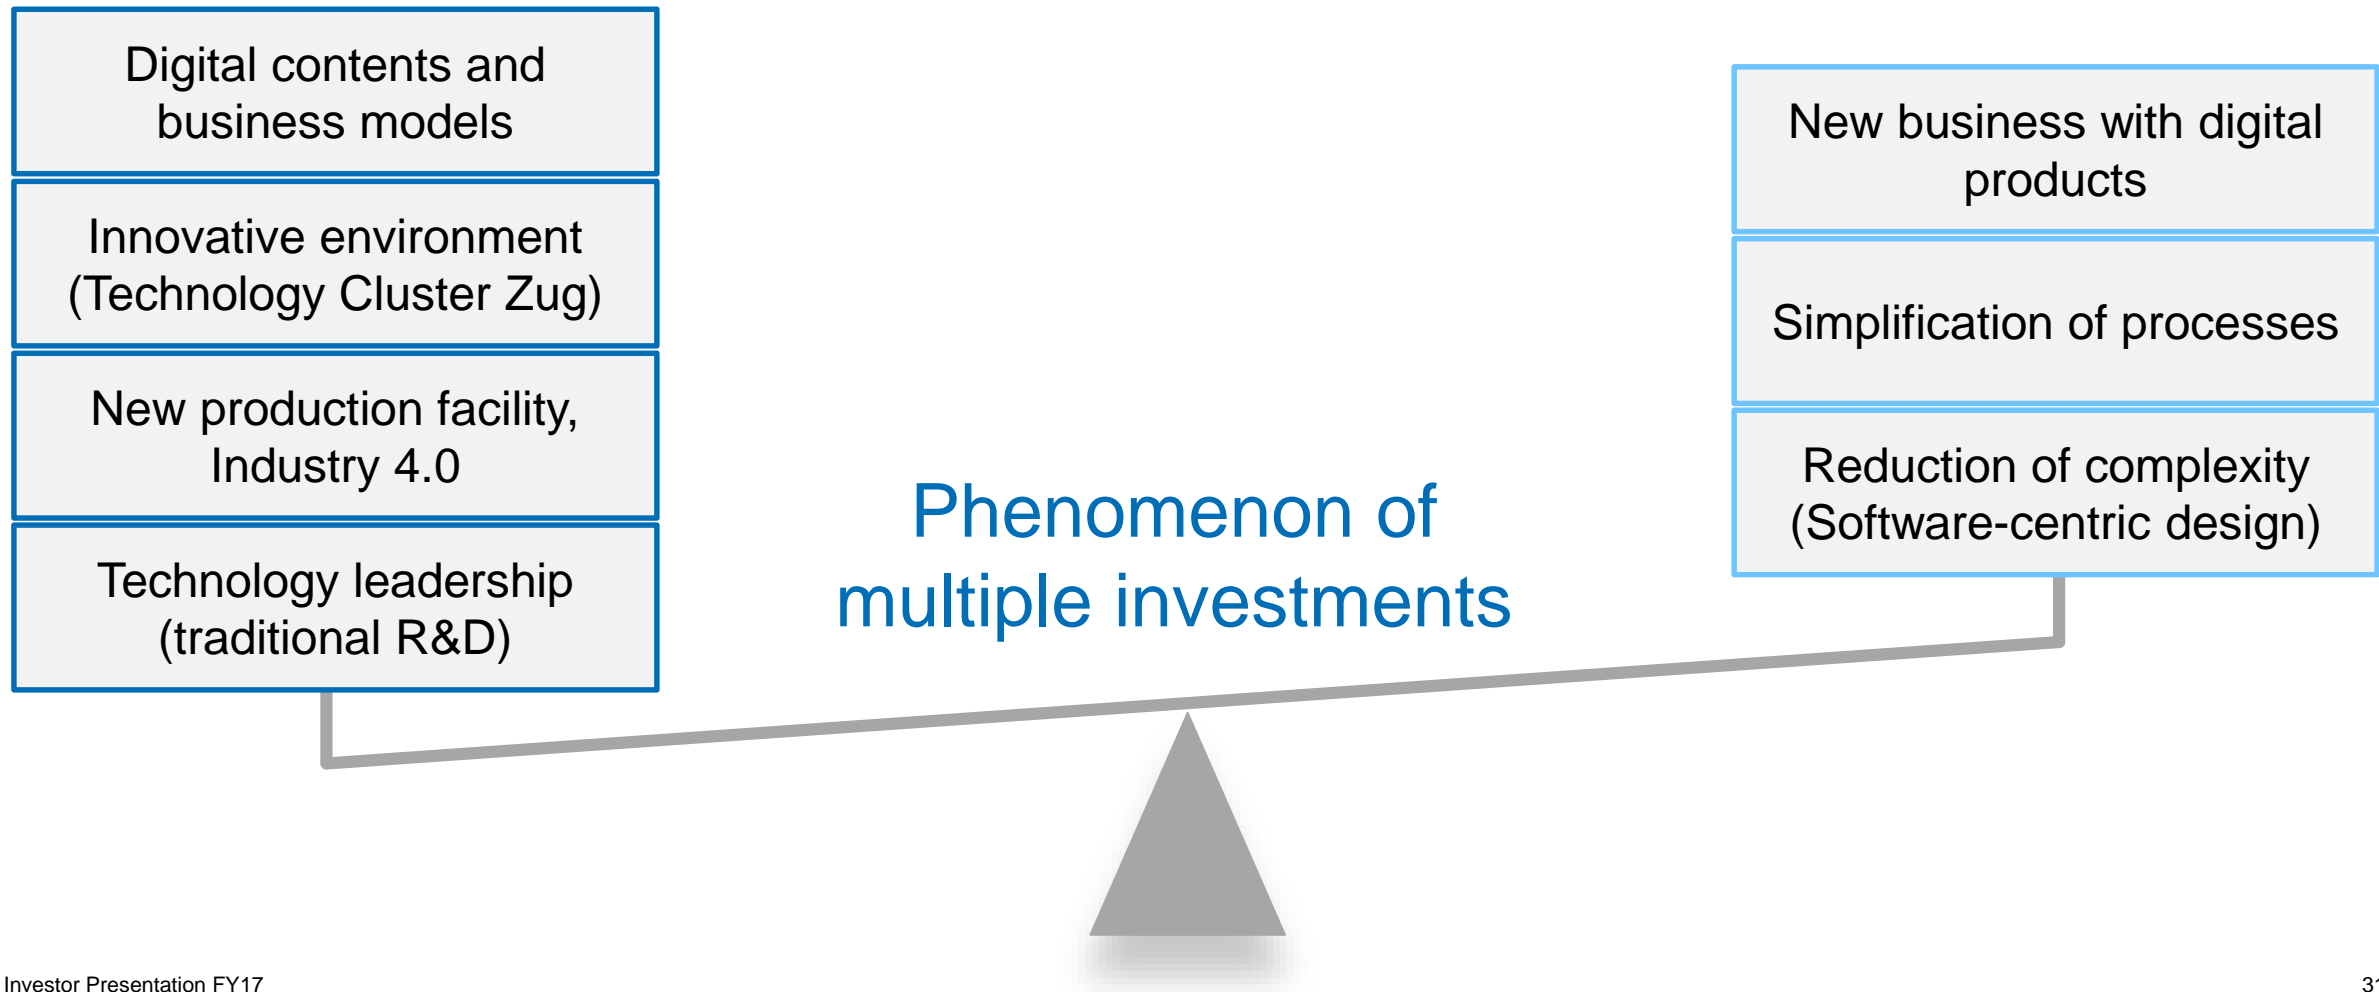 Digital contents and
business models
Innovative environment
(Technology Cluster Zug)
New production facility,
Industry 4.0
Technology leadership
(traditional R&D)
Phenomenon of
multiple investments
New business with digital
products
Simplification of processes
Reduction of complexity
(Software-centric design)
Investor Presentation FY17
31